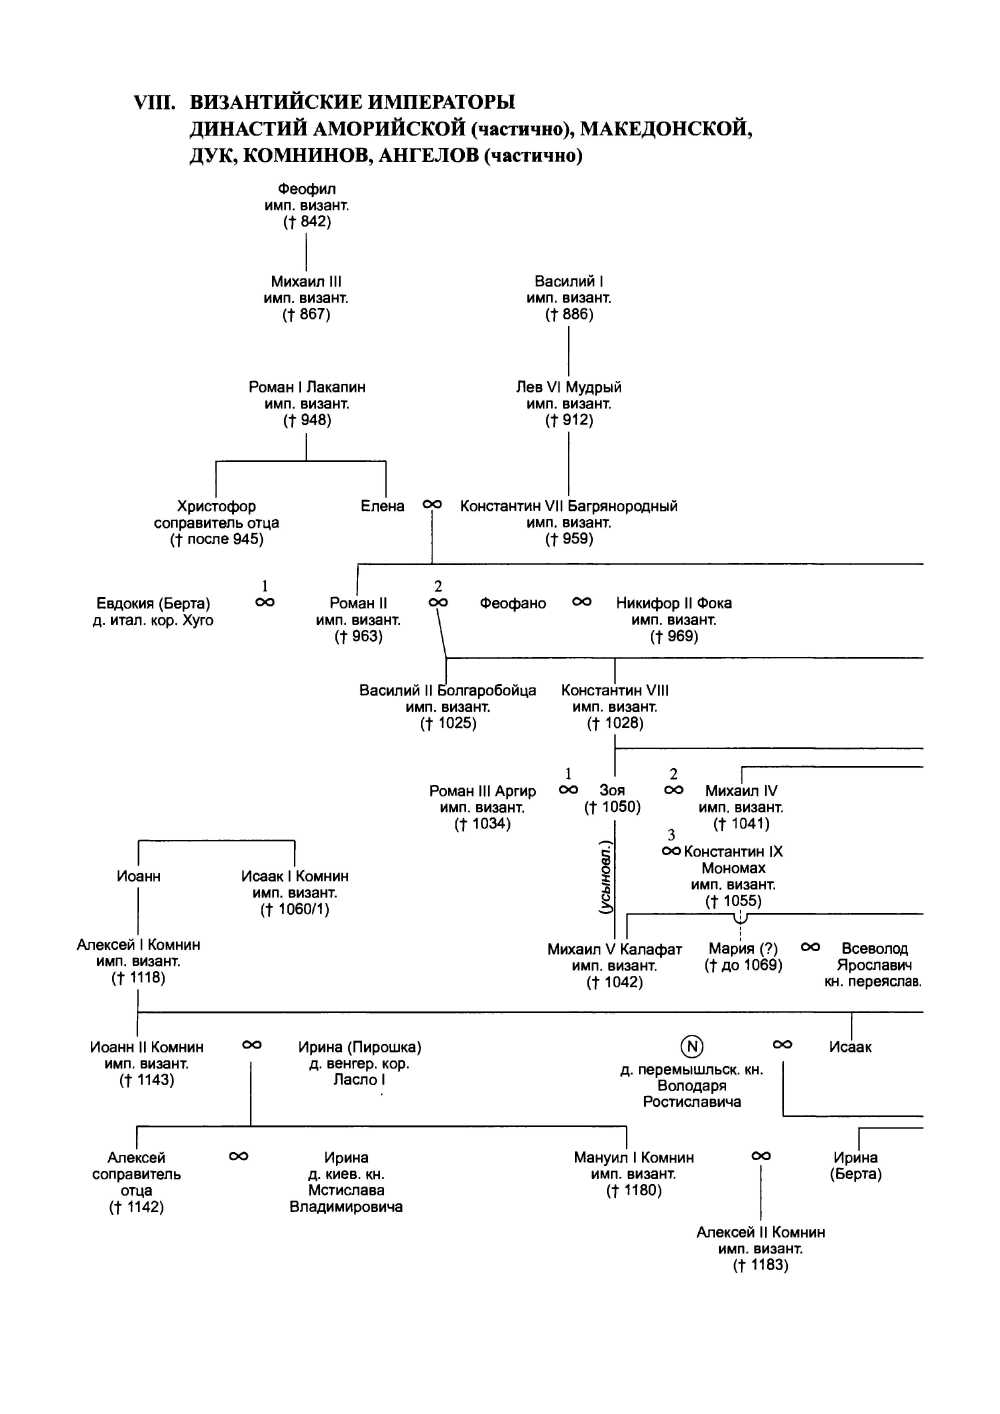 VIII. ВИЗАНТИЙСКИЕ ИМПЕРАТОРЫ
ДИНАСТИЙ АМОРИЙСКОЙ (частично), МАКЕДОНСКОЙ,
ДУК, КОМНИНОВ, АНГЕЛОВ (частично)
Феофил
имп. визант.
(† 842)
Михаил III
имп. визант.
(† 867)
Василий I
имп. визант.
(† 886)
Роман I Лакапин
имп. визант.
(† 948)
Лев VI Мудрый
имп. визант.
(† 912)
Христофор
соправитель отца
(† после 945)
Елена
∞
Константин VII Багрянородный
имп. визант.
(† 959)
Евдокия (Берта)
д. итал. кор. Хуго
1
∞
Роман II
имп. визант.
(† 963)
2
∞
Феофано
∞
Никифор II Фока
имп. визант.
(† 969)
Василий II Болгаробойца
имп. визант.
(† 1025)
Константин VIII
имп. визант.
(† 1028)
Роман III Аргир
имп. визант.
(† 1034)
1
∞
Зоя
(† 1050)
2
∞
Михаил IV
имп. визант.
(† 1041)
3
∞ Константин IX
Мономах
имп. визант.
(† 1055)
(усыновл.)
Иоанн
Исаак I Комнин
имп. визант.
(† 1060/1)
Алексей I Комнин
имп. визант.
(† 1118)
Михаил V Калафат
имп. визант.
(† 1042)
Мария (?)
(† до 1069)
∞
Всеволод
Ярославич
кн. переяслав.
Иоанн II Комнин
имп. визант.
(† 1143)
∞
Ирина (Пирошка)
д. венгер. кор.
Ласло I
N
д. перемышльск. кн.
Володаря
Ростиславича
∞
Исаак
Алексей
соправитель
отца
(† 1142)
∞
Ирина
д. киев. кн.
Мстислава
Владимировича
Мануил I Комнин
имп. визант.
(† 1180)
∞
Ирина
(Берта)
Алексей II Комнин
имп. визант.
(† 1183)